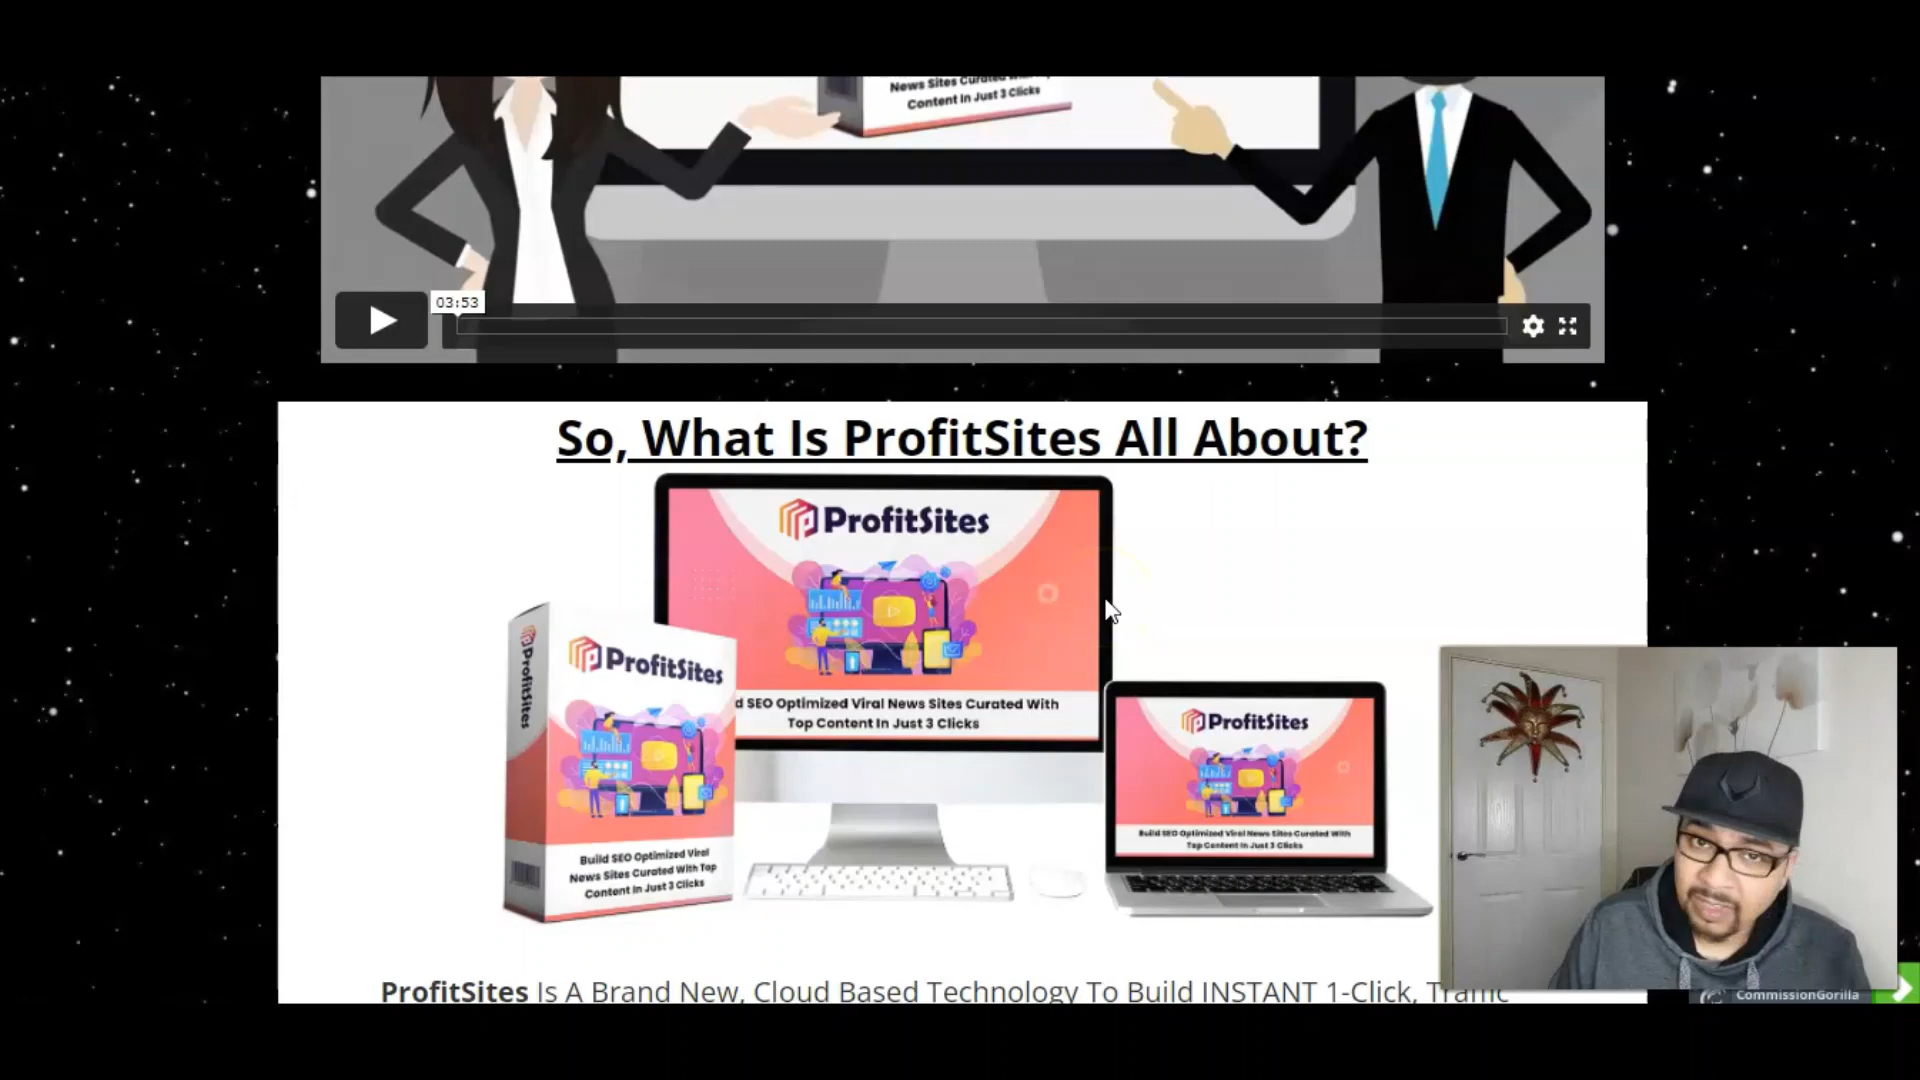 News Sites Curated
Content In Just 3 Clicks
03:53
So, What Is ProfitSites All About?
ProfitSites
d SEO Optimized Viral News Sites Curated With
Top Content In Just 3 Clicks
ProfitSites
ProfitSites
Build SEO Optimized Viral
News Sites Curated With Top
Content In Just 3 Clicks
ProfitSites
Build SEO Optimized Viral News Sites Curated With
Top Content In Just 3 Clicks
ProfitSites Is A Brand New, Cloud Based Technology To Build INSTANT 1-Click, Traffic
CommissionGorilla